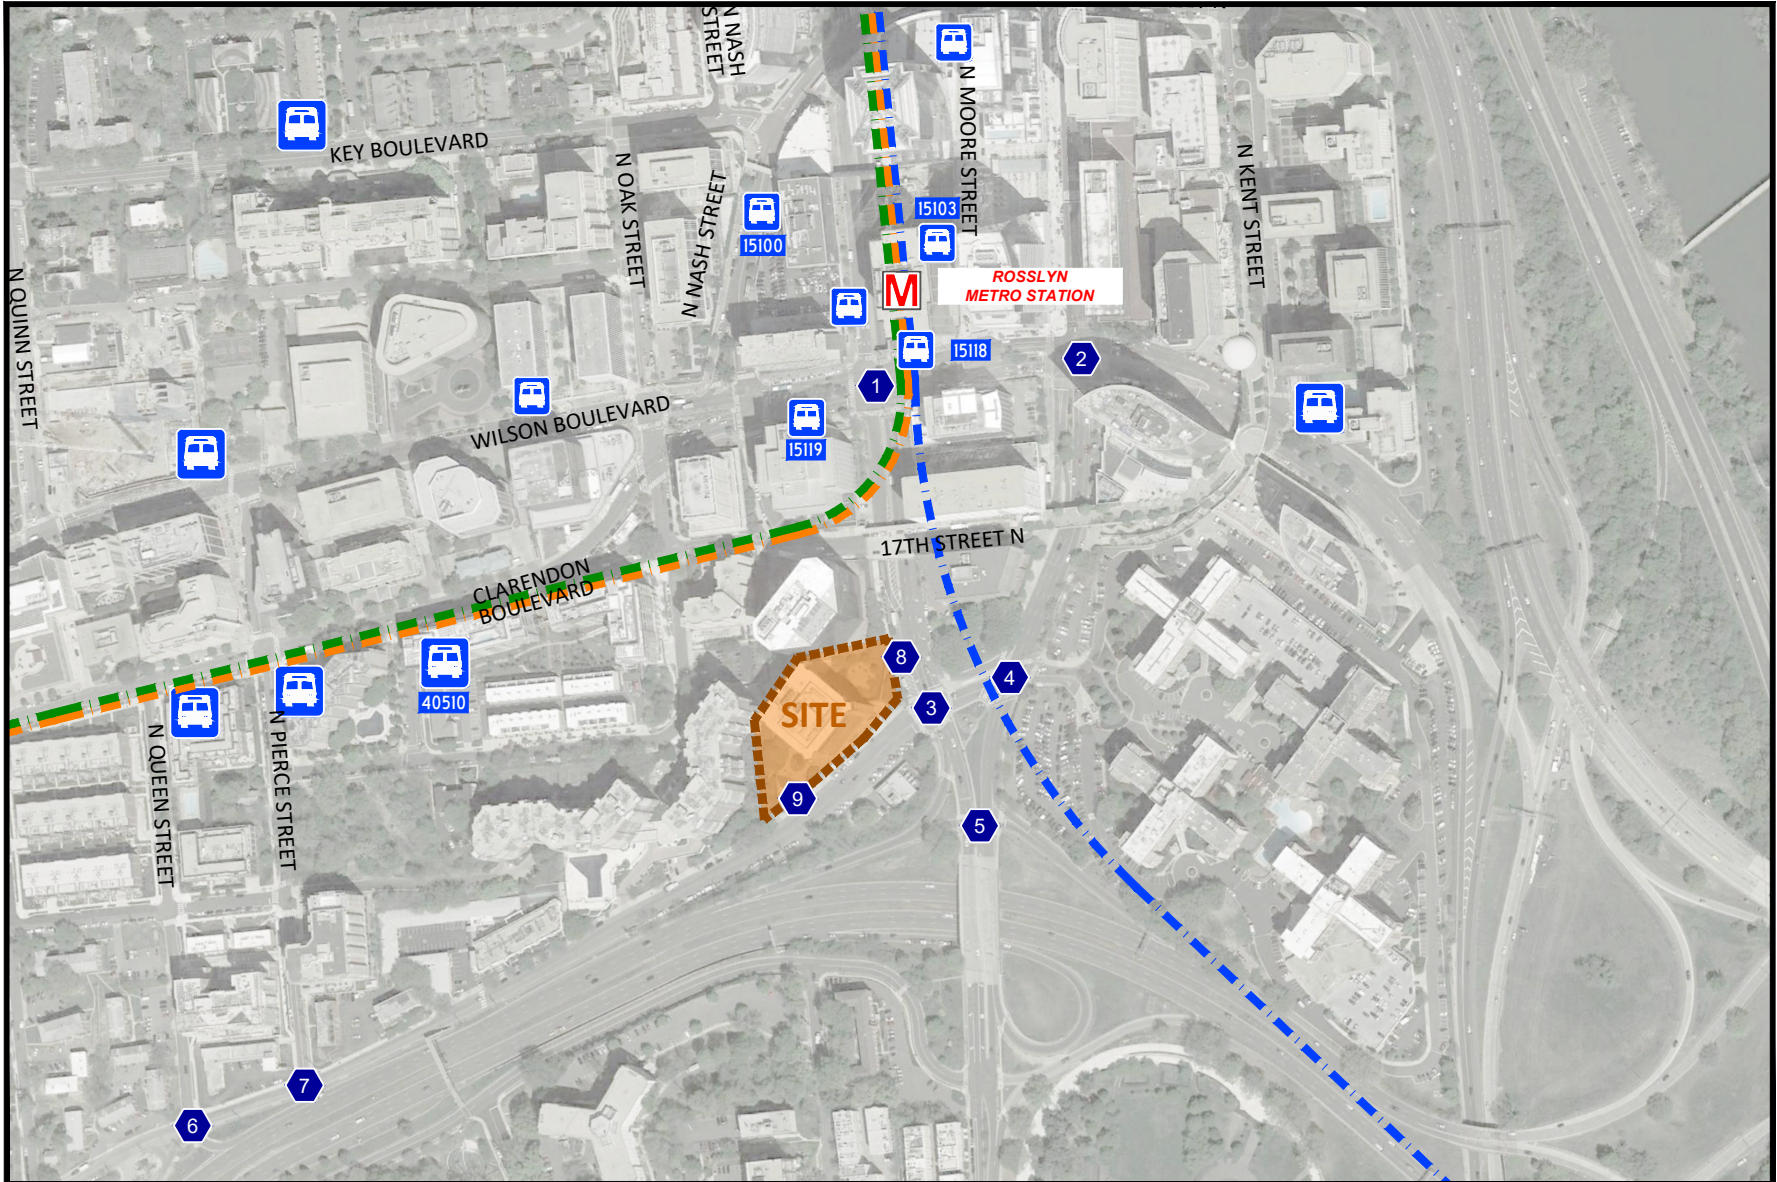 N NASH
STREET
N MOORE STREET
KEY BOULEVARD
N OAK STREET
N NASH STREET
N KENT STREET
15103
15100
N QUINN STREET
M
ROSSLYN
METRO STATION
15118
2
1
WILSON BOULEVARD
15119
17TH STREET N
CLARENDON
BOULEVARD
8
4
40510
3
SITE
N QUEEN STREET
N PIERCE STREET
9
5
7
6